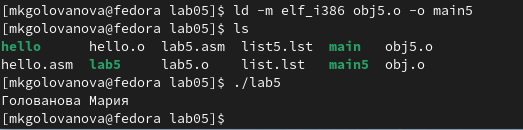 [mkgolovanova@fedora lab05]$ ld -m elf_i386 obj5.o -o main5
[mkgolovanova@fedora lab05]$ ls
hello hello.o lab5.asm list5.lst main obj5.o
hello.asm lab5 lab5.o list.lst main5 obj.o
[mkgolovanova@fedora lab05]$ ./lab5
Голованова Мария
[mkgolovanova@fedora lab05]$